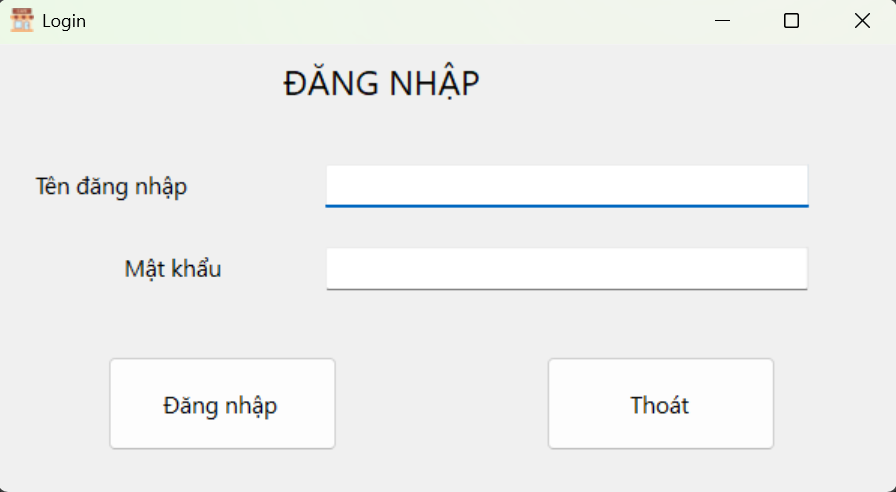 Login
ĐĂNG NHẬP
Tên đăng nhập
Mật khẩu
Đăng nhập
Thoát